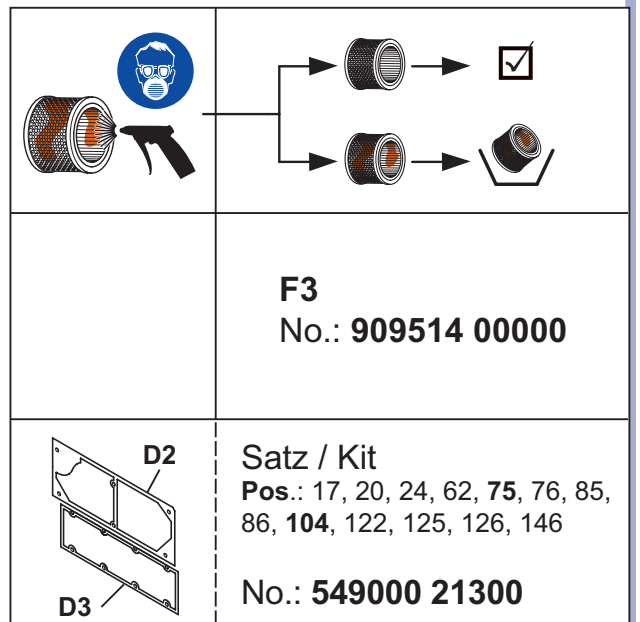 F3
No.: 909514 00000
D2
D3
Satz / Kit
Pos.: 17, 20, 24, 62, 75, 76, 85,
86, 104, 122, 125, 126, 146
No.: 549000 21300